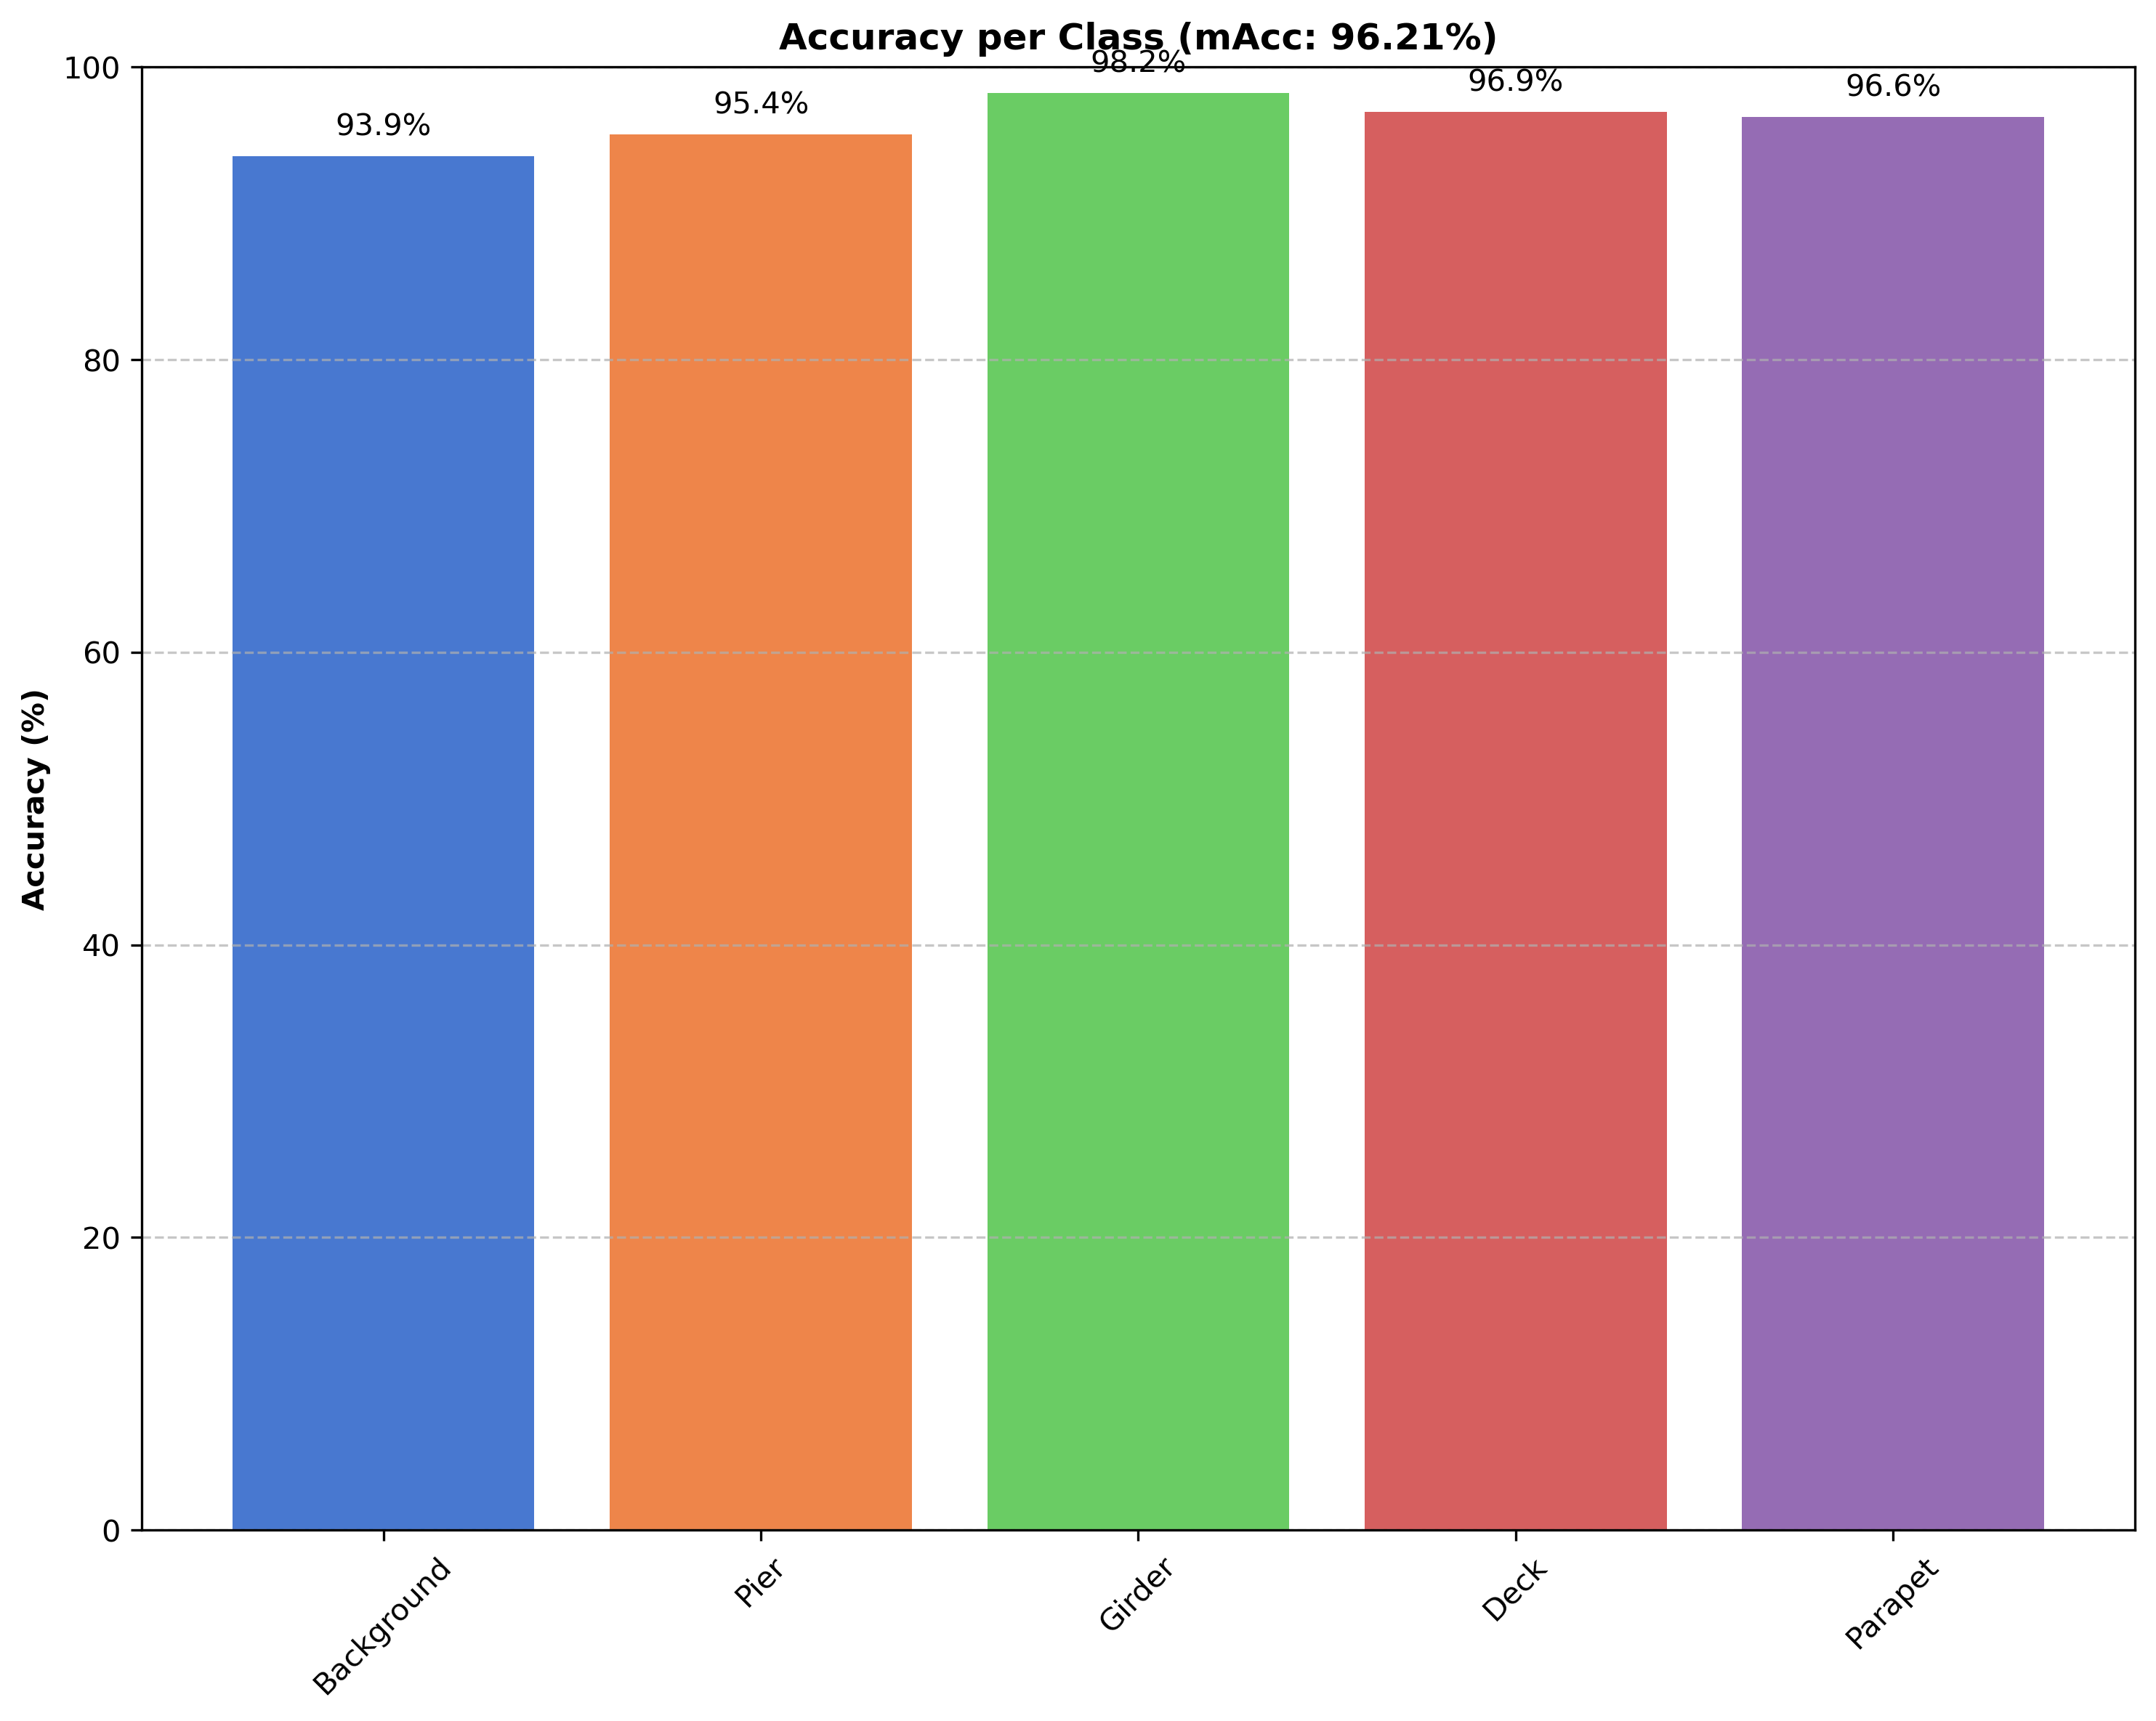 Accuracy per Class (mAcc: 96.21%)
100
80
60
40
20
0
Accuracy (%)
93.9%
95.4%
98.2%
96.9%
96.6%
Background
Pier
Girder
Deck
Parapet